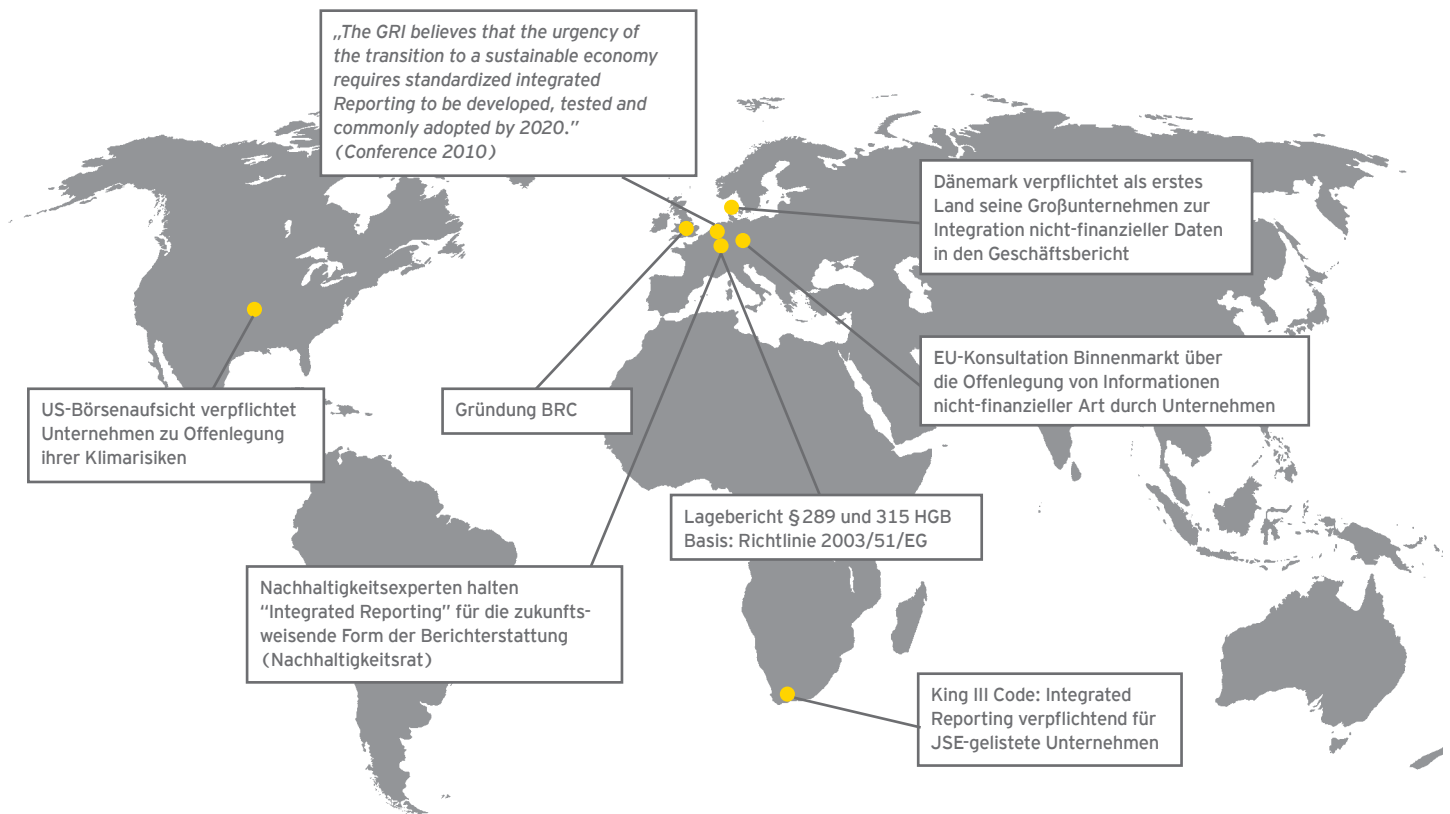 „The GRI believes that the urgency of
the transition to a sustainable economy
requires standardized integrated
Reporting to be developed, tested and
commonly adopted by 2020.”
(Conference 2010)
Dänemark verpflichtet als erstes
Land seine Großunternehmen zur
Integration nicht-finanzieller Daten
in den Geschäftsbericht
EU-Konsultation Binnenmarkt über
die Offenlegung von Informationen
nicht-finanzieller Art durch Unternehmen
US-Börsenaufsicht verpflichtet
Unternehmen zu Offenlegung
ihrer Klimarisiken
Gründung BRC
Lagebericht § 289 und 315 HGB
Basis: Richtlinie 2003/51/EG
Nachhaltigkeitsexperten halten
“Integrated Reporting” für die zukunfts-
weisende Form der Berichterstattung
(Nachhaltigkeitsrat)
King III Code: Integrated
Reporting verpflichtend für
JSE-gelistete Unternehmen